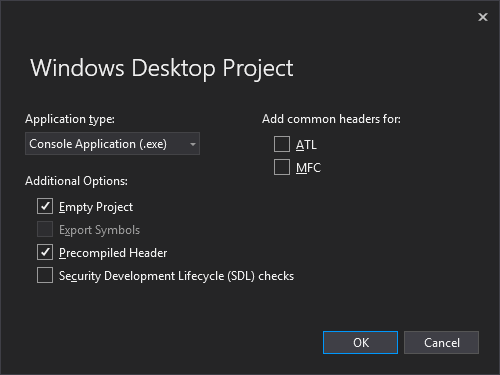 Windows Desktop Project
Application type:
Console Application (.exe)
Additional Options:
Empty Project
Export Symbols
Precompiled Header
Security Development Lifecycle (SDL) checks
Add common headers for:
ATL
MFC
OK
Cancel